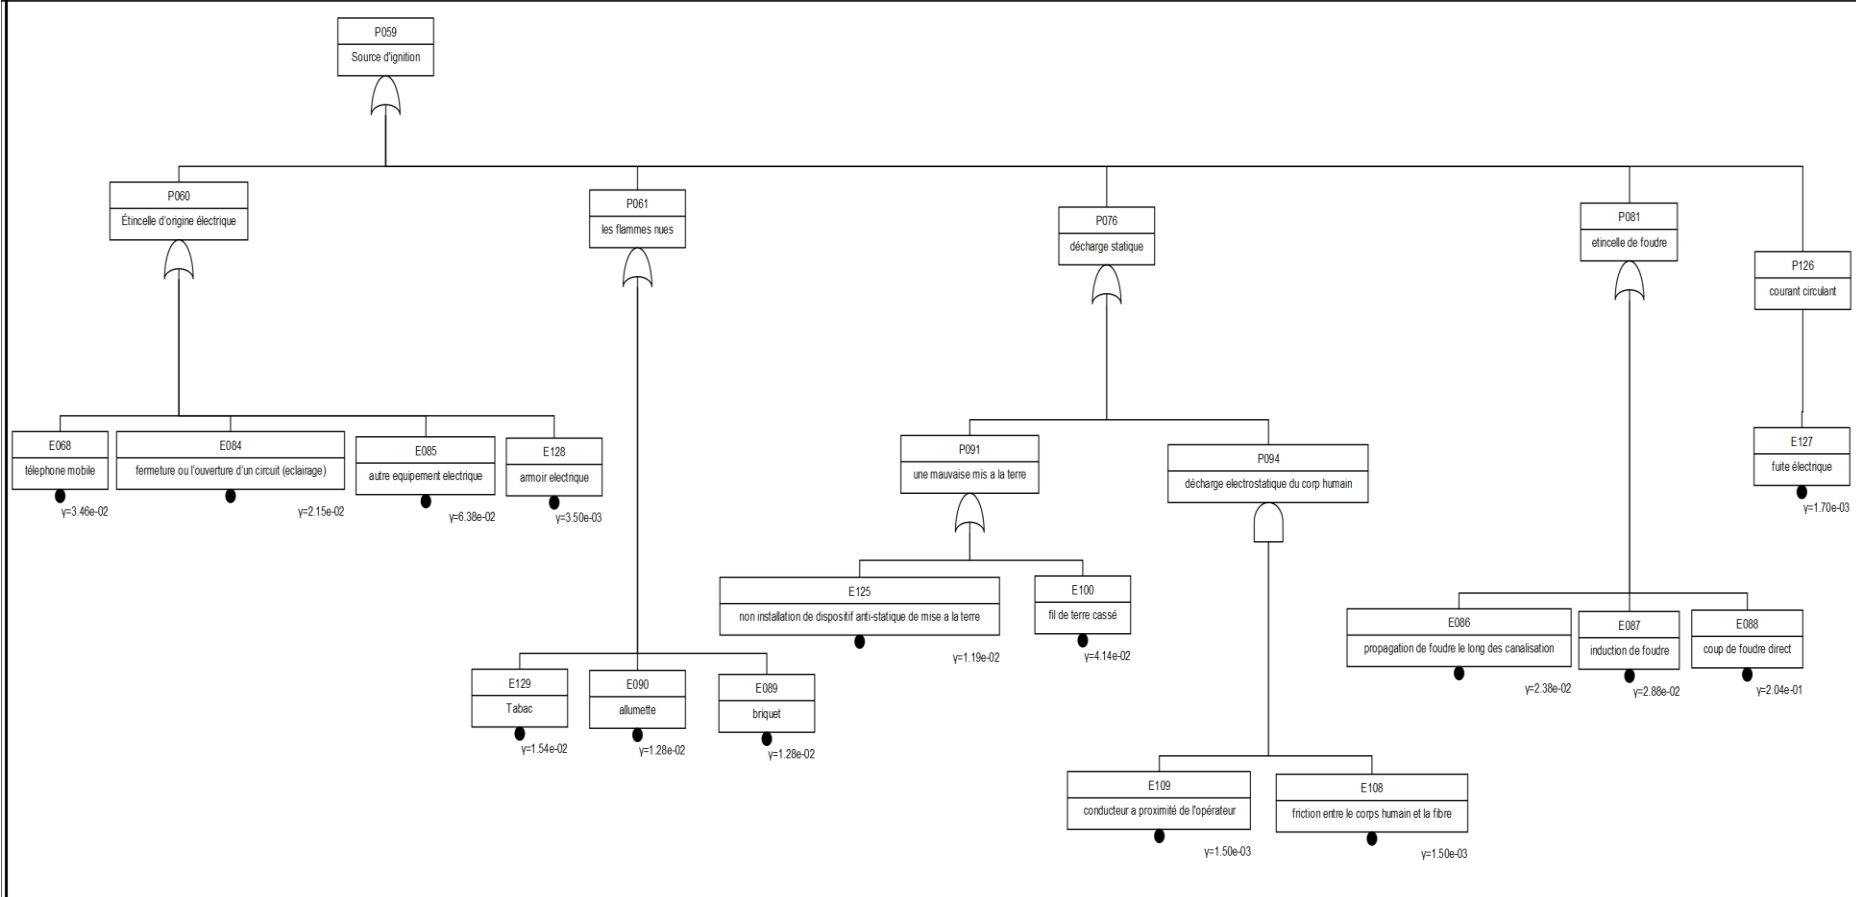 P059
Source d'ignition
P060
Étincelle d'origine électrique
P061
les flammes nues
P076
décharge statique
P081
etincelle de foudre
P126
courant circulant
E068
télephone mobile
γ=3.46e-02
E084
fermeture ou l'ouverture d'un circuit (eclairage)
γ=2.15e-02
E085
autre equipement electrique
γ=6.38e-02
E128
armoir electrique
γ=3.50e-03
P091
une mauvaise mis a la terre
P094
décharge electrostatique du corp humain
E127
fuite électrique
γ=1.70e-03
E125
non installation de dispositif anti-statique de mise a la terre
γ=1.19e-02
E100
fil de terre cassé
γ=4.14e-02
E086
propagation de foudre le long des canalisation
γ=2.38e-02
E087
induction de foudre
γ=2.88e-02
E088
coup de foudre direct
γ=2.04e-01
E129
Tabac
γ=1.54e-02
E090
allumette
γ=1.28e-02
E089
briquet
γ=1.28e-02
E109
conducteur a proximité de l'opérateur
γ=1.50e-03
E108
friction entre le corps humain et la fibre
γ=1.50e-03